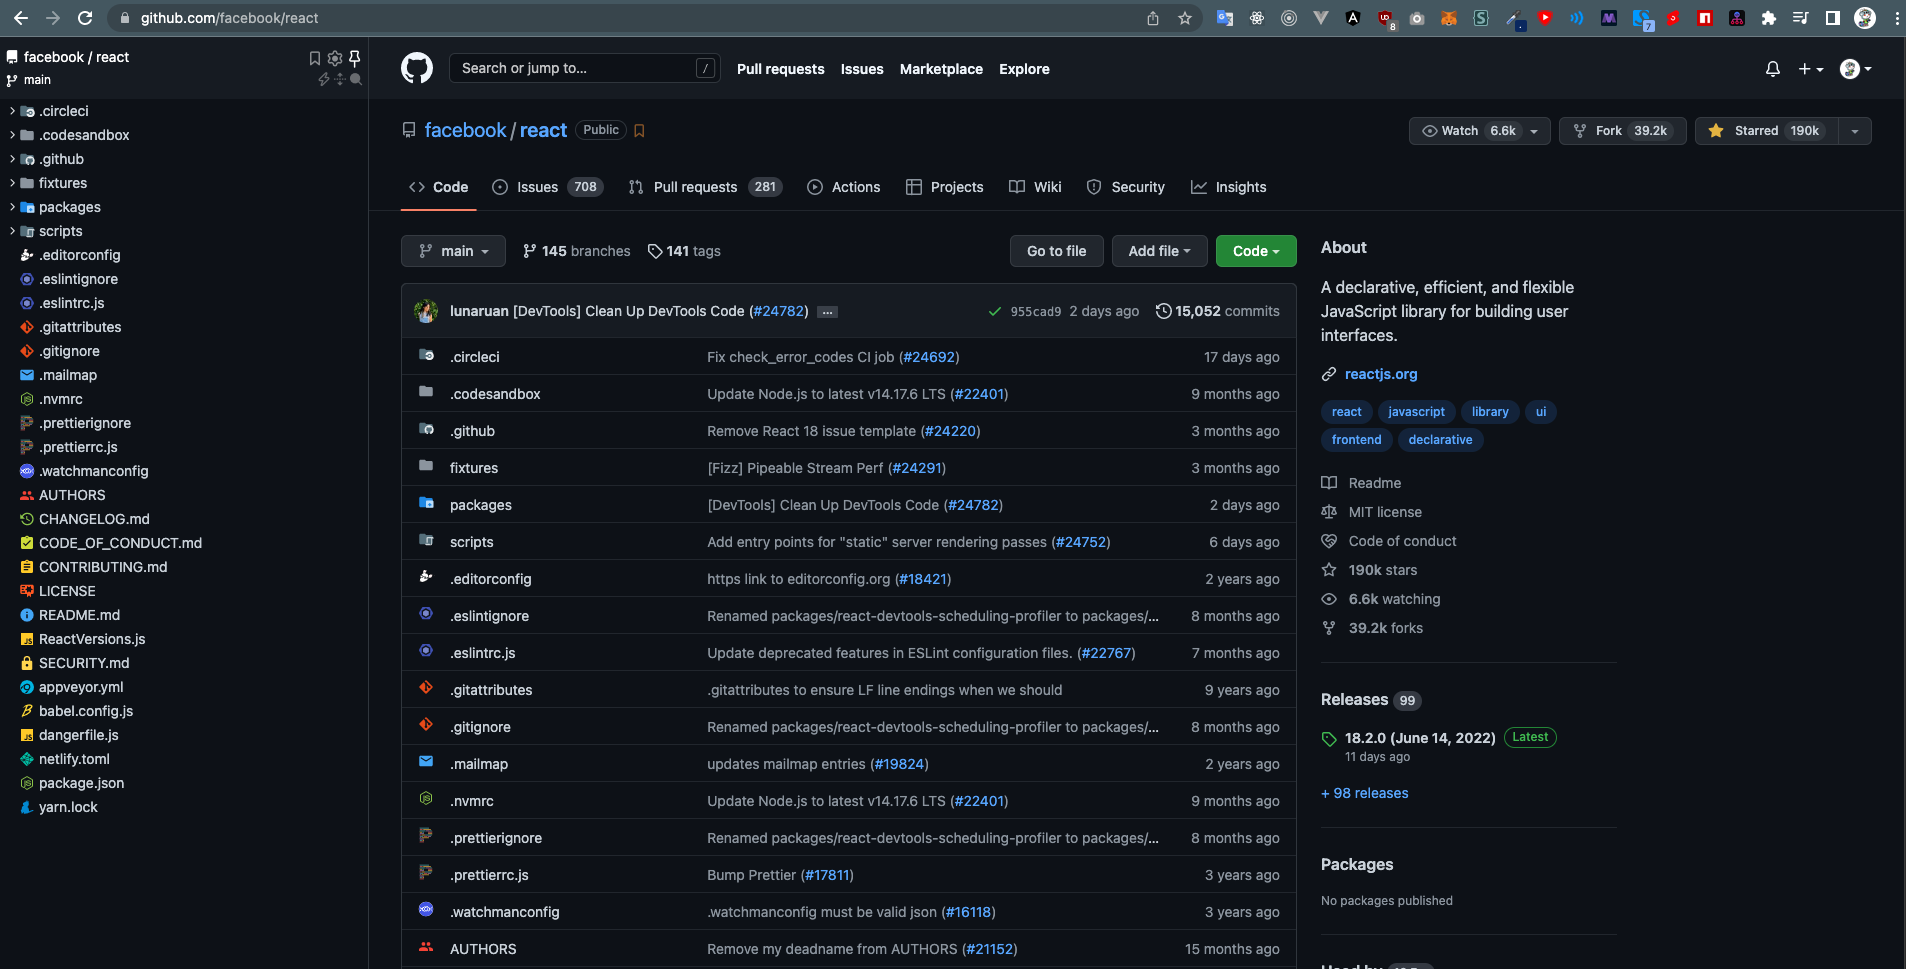 github.com/facebook/react
8
7
facebook / react
main
.circleci
.codesandbox
.github
fixtures
packages
scripts
.editorconfig
.eslintignore
.eslintrc.js
.gitattributes
.gitignore
.mailmap
.nvmrc
.prettierignore
.prettierrc.js
.watchmanconfig
AUTHORS
CHANGELOG.md
CODE_OF_CONDUCT.md
CONTRIBUTING.md
LICENSE
README.md
ReactVersions.js
SECURITY.md
appveyor.yml
babel.config.js
dangerfile.js
netlify.toml
package.json
yarn.lock
Search or jump to... / Pull requests Issues Marketplace Explore
facebook / react Public
Watch 6.6k Fork 39.2k Starred 190k
Code Issues 708 Pull requests 281 Actions Projects Wiki Security Insights
main 145 branches 141 tags Go to file Add file Code
lunaruan [DevTools] Clean Up DevTools Code (#24782) ... 955cad9 2 days ago 15,052 commits
.circleci Fix check_error_codes CI job (#24692) 17 days ago
.codesandbox Update Node.js to latest v14.17.6 LTS (#22401) 9 months ago
.github Remove React 18 issue template (#24220) 3 months ago
fixtures [Fizz] Pipeable Stream Perf (#24291) 3 months ago
packages [DevTools] Clean Up DevTools Code (#24782) 2 days ago
scripts Add entry points for "static" server rendering passes (#24752) 6 days ago
.editorconfig https link to editorconfig.org (#18421) 2 years ago
.eslintignore Renamed packages/react-devtools-scheduling-profiler to packages/... 8 months ago
.eslintrc.js Update deprecated features in ESLint configuration files. (#22767) 7 months ago
.gitattributes .gitattributes to ensure LF line endings when we should 9 years ago
.gitignore Renamed packages/react-devtools-scheduling-profiler to packages/... 8 months ago
.mailmap updates mailmap entries (#19824) 2 years ago
.nvmrc Update Node.js to latest v14.17.6 LTS (#22401) 9 months ago
.prettierignore Renamed packages/react-devtools-scheduling-profiler to packages/... 8 months ago
.prettierrc.js Bump Prettier (#17811) 3 years ago
.watchmanconfig .watchmanconfig must be valid json (#16118) 3 years ago
AUTHORS Remove my deadname from AUTHORS (#21152) 15 months ago
About
A declarative, efficient, and flexible
JavaScript library for building user
interfaces.
reactjs.org
react javascript library ui
frontend declarative
Readme
MIT license
Code of conduct
190k stars
6.6k watching
39.2k forks
Releases 99
18.2.0 (June 14, 2022) Latest
11 days ago
+ 98 releases
Packages
No packages published